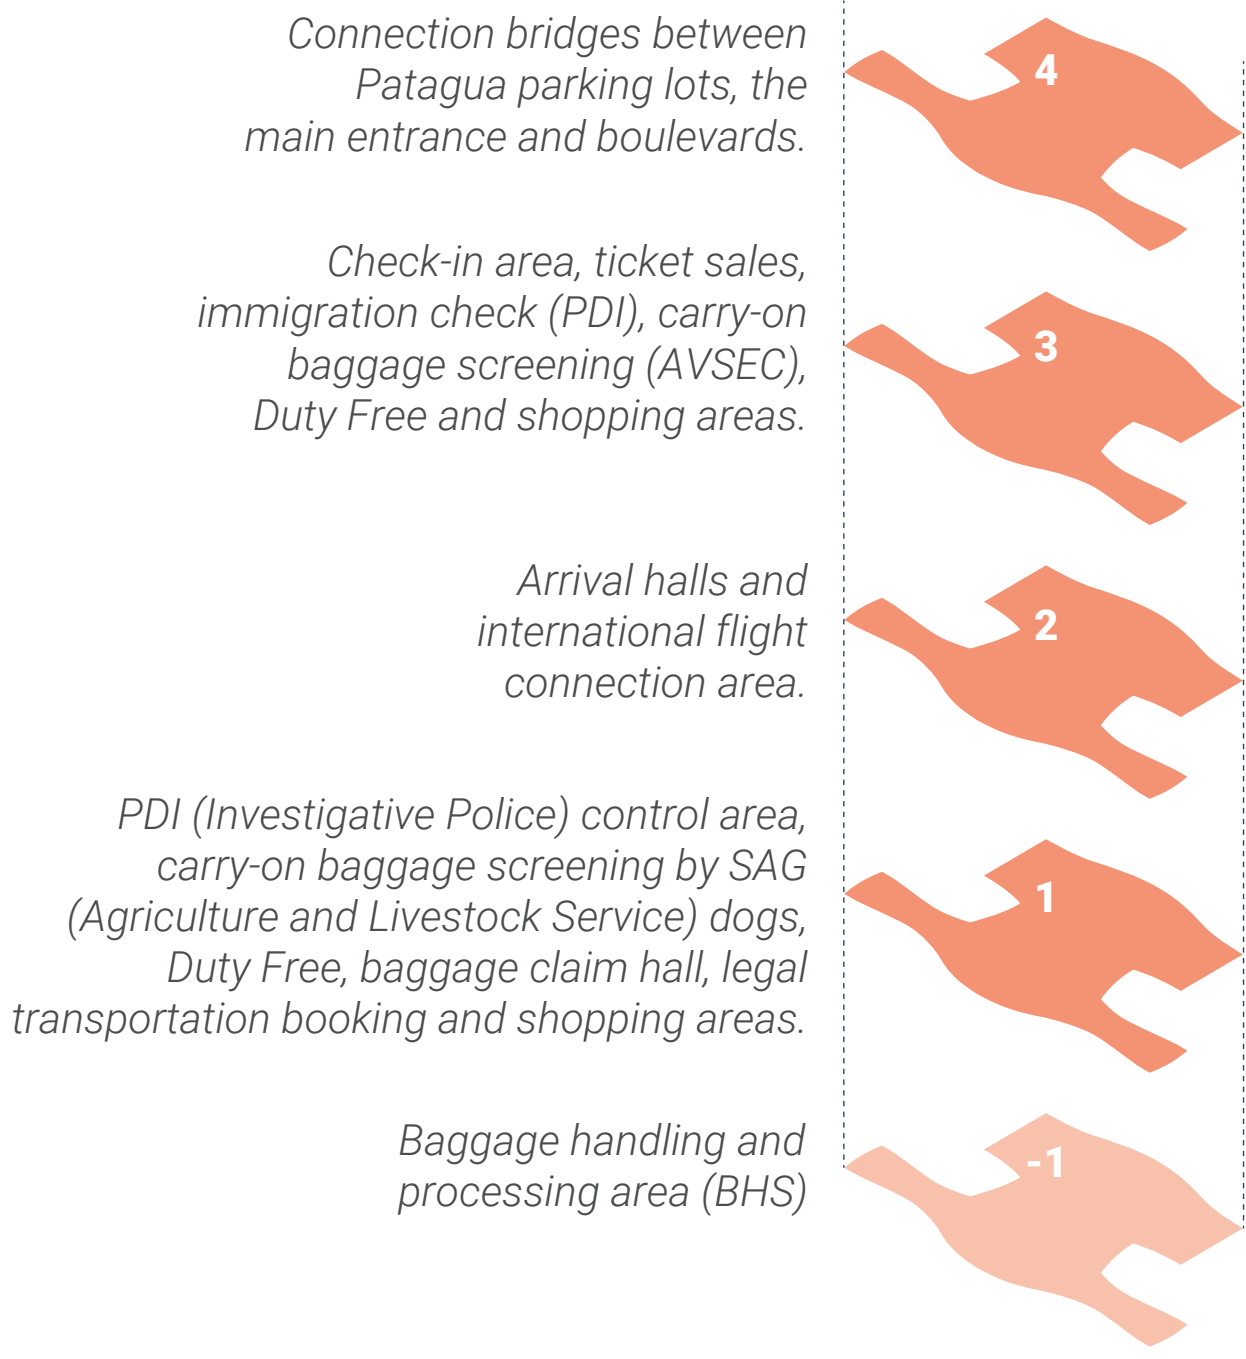 Connection bridges between
Patagua parking lots, the
main entrance and boulevards.
4
Check-in area, ticket sales,
immigration check (PDI), carry-on
baggage screening (AVSEC),
Duty Free and shopping areas.
3
Arrival halls and
international flight
connection area.
2
PDI (Investigative Police) control area,
carry-on baggage screening by SAG
(Agriculture and Livestock Service) dogs,
Duty Free, baggage claim hall, legal
transportation booking and shopping areas.
1
Baggage handling and
processing area (BHS)
-1